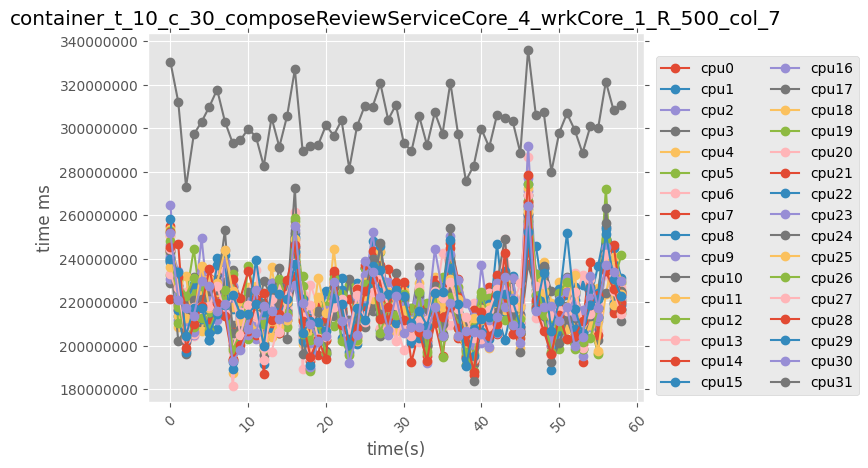 container_t_10_c_30_composeReviewServiceCore_4_wrkCore_1_R_500_col_7
340000000
320000000
300000000
280000000
260000000
240000000
220000000
200000000
180000000
time ms
0
10
20
30
40
50
60
time(s)
cpu0
cpu1
cpu2
cpu3
cpu4
cpu5
cpu6
cpu7
cpu8
cpu9
cpu10
cpu11
cpu12
cpu13
cpu14
cpu15
cpu16
cpu17
cpu18
cpu19
cpu20
cpu21
cpu22
cpu23
cpu24
cpu25
cpu26
cpu27
cpu28
cpu29
cpu30
cpu31